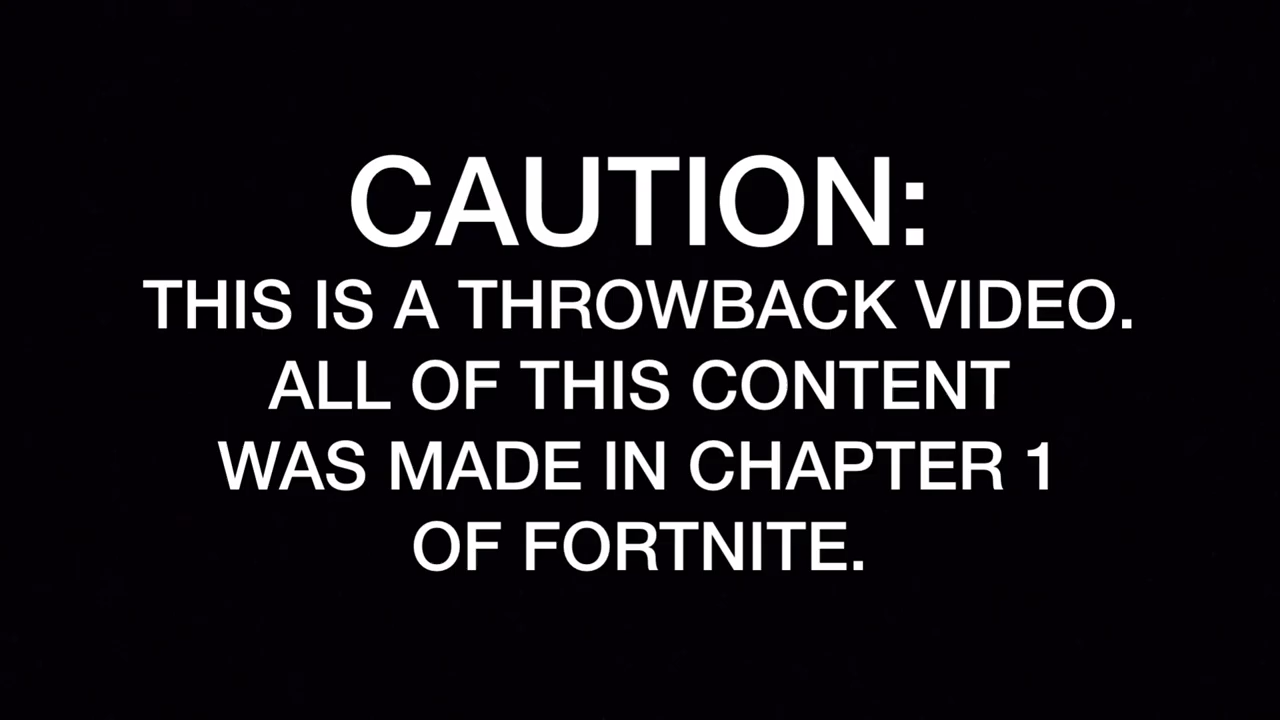 CAUTION:
THIS IS A THROWBACK VIDEO.
ALL OF THIS CONTENT
WAS MADE IN CHAPTER 1
OF FORTNITE.